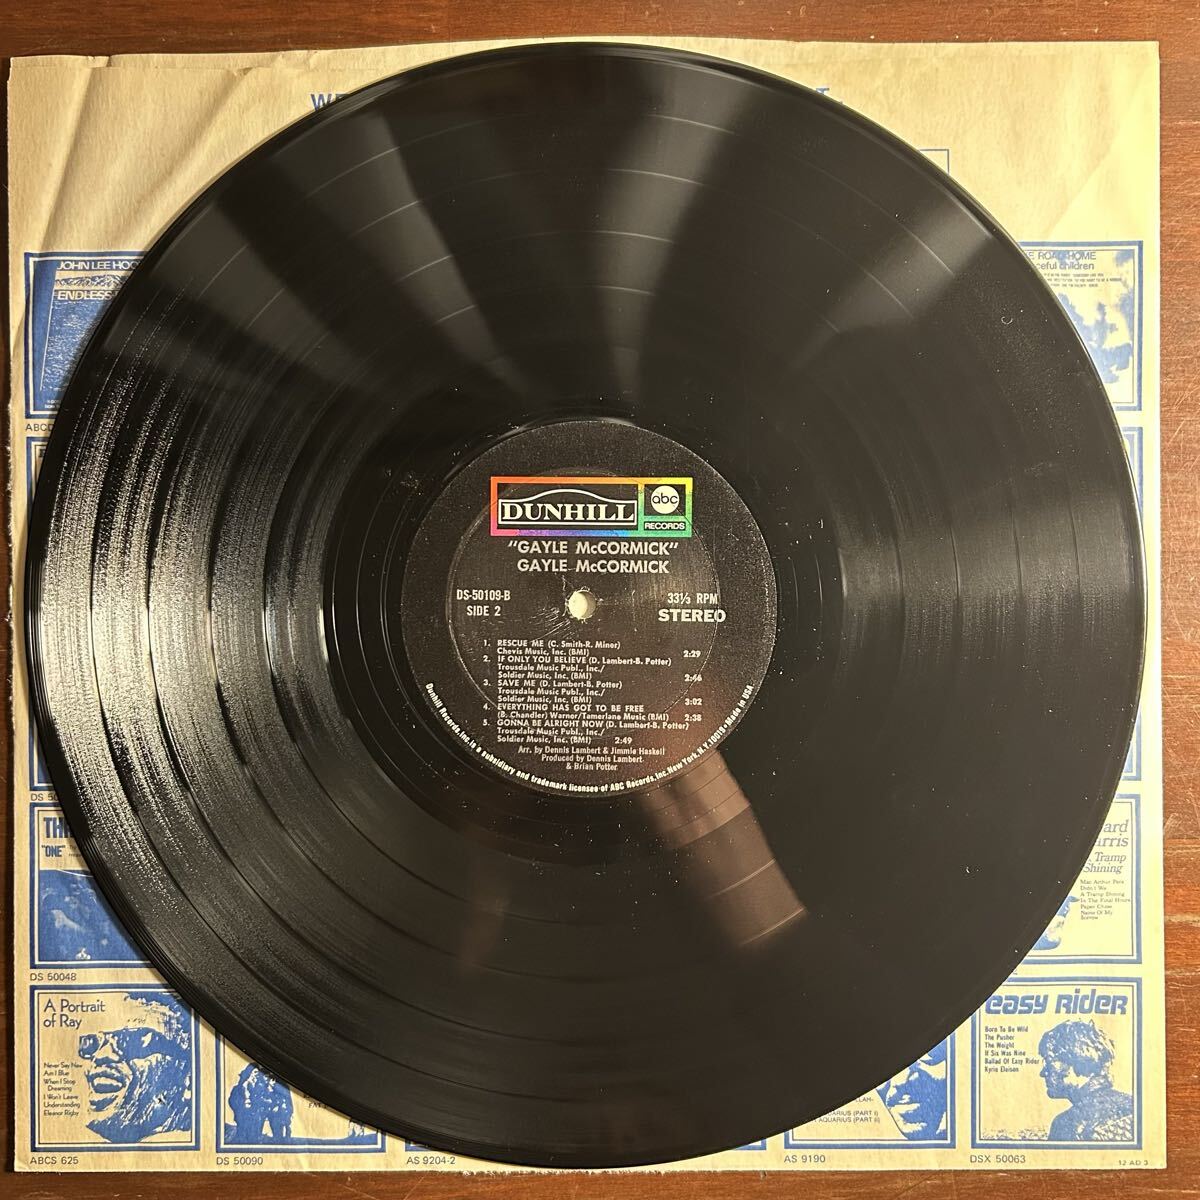 JOHN LEE
ENDLESS
DUNHILL
abc
RECORDS
"GAYLE McCORMICK"
GAYLE McCORMICK
DS-50109-B
SIDE 2
33⅓ RPM
STEREO
1. RESCUE ME (C. Smith-R. Miner)
Chevis Music, Inc. (BMI) 2:29
2. IF ONLY YOU BELIEVE (D. Lambert-B. Potter)
Trousdale Music Publ., Inc./
Soldier Music, Inc. (BMI) 2:46
3. SAVE ME (D. Lambert-B. Potter)
Trousdale Music Publ., Inc./
Soldier Music, Inc. (BMI) 3:02
4. EVERYTHING HAS GOT TO BE FREE
(B. Chandler) Warner/Tamerlane Music (BMI) 2:38
5. GONNA BE ALRIGHT NOW (D. Lambert-B. Potter)
Trousdale Music Publ., Inc./
Soldier Music, Inc. (BMI) 2:49
Arr. by Dennis Lambert & Jimmie Haskell
Produced by Dennis Lambert
& Brian Potter
Dunhill Records, Inc. is a subsidiary and trademark licensee of ABC Records, Inc. New York, N.Y. 10019 • Made in USA
HOME
children
"ONE"
DS 50048
Tramp
Shining
Mac Arthur Park
Didn't We
A Tramp Shining
In The Final Hours
Paper Chase
Name Of My
Sorrow
A Portrait
of Ray
Never Say Now
Am I Blue
When I Stop
Dreaming
I Won't Leave
Understanding
Eleanor Rigby
ABCS 625
DS 50090
AS 9204-2
AQUARIUS (PART I)
AQUARIUS (PART II)
AS 9190
easy Rider
Born To Be Wild
The Pusher
The Weight
If Six Was Nine
Ballad Of Easy Rider
Kyrie Eleison
DSX 50063
12 AD 3